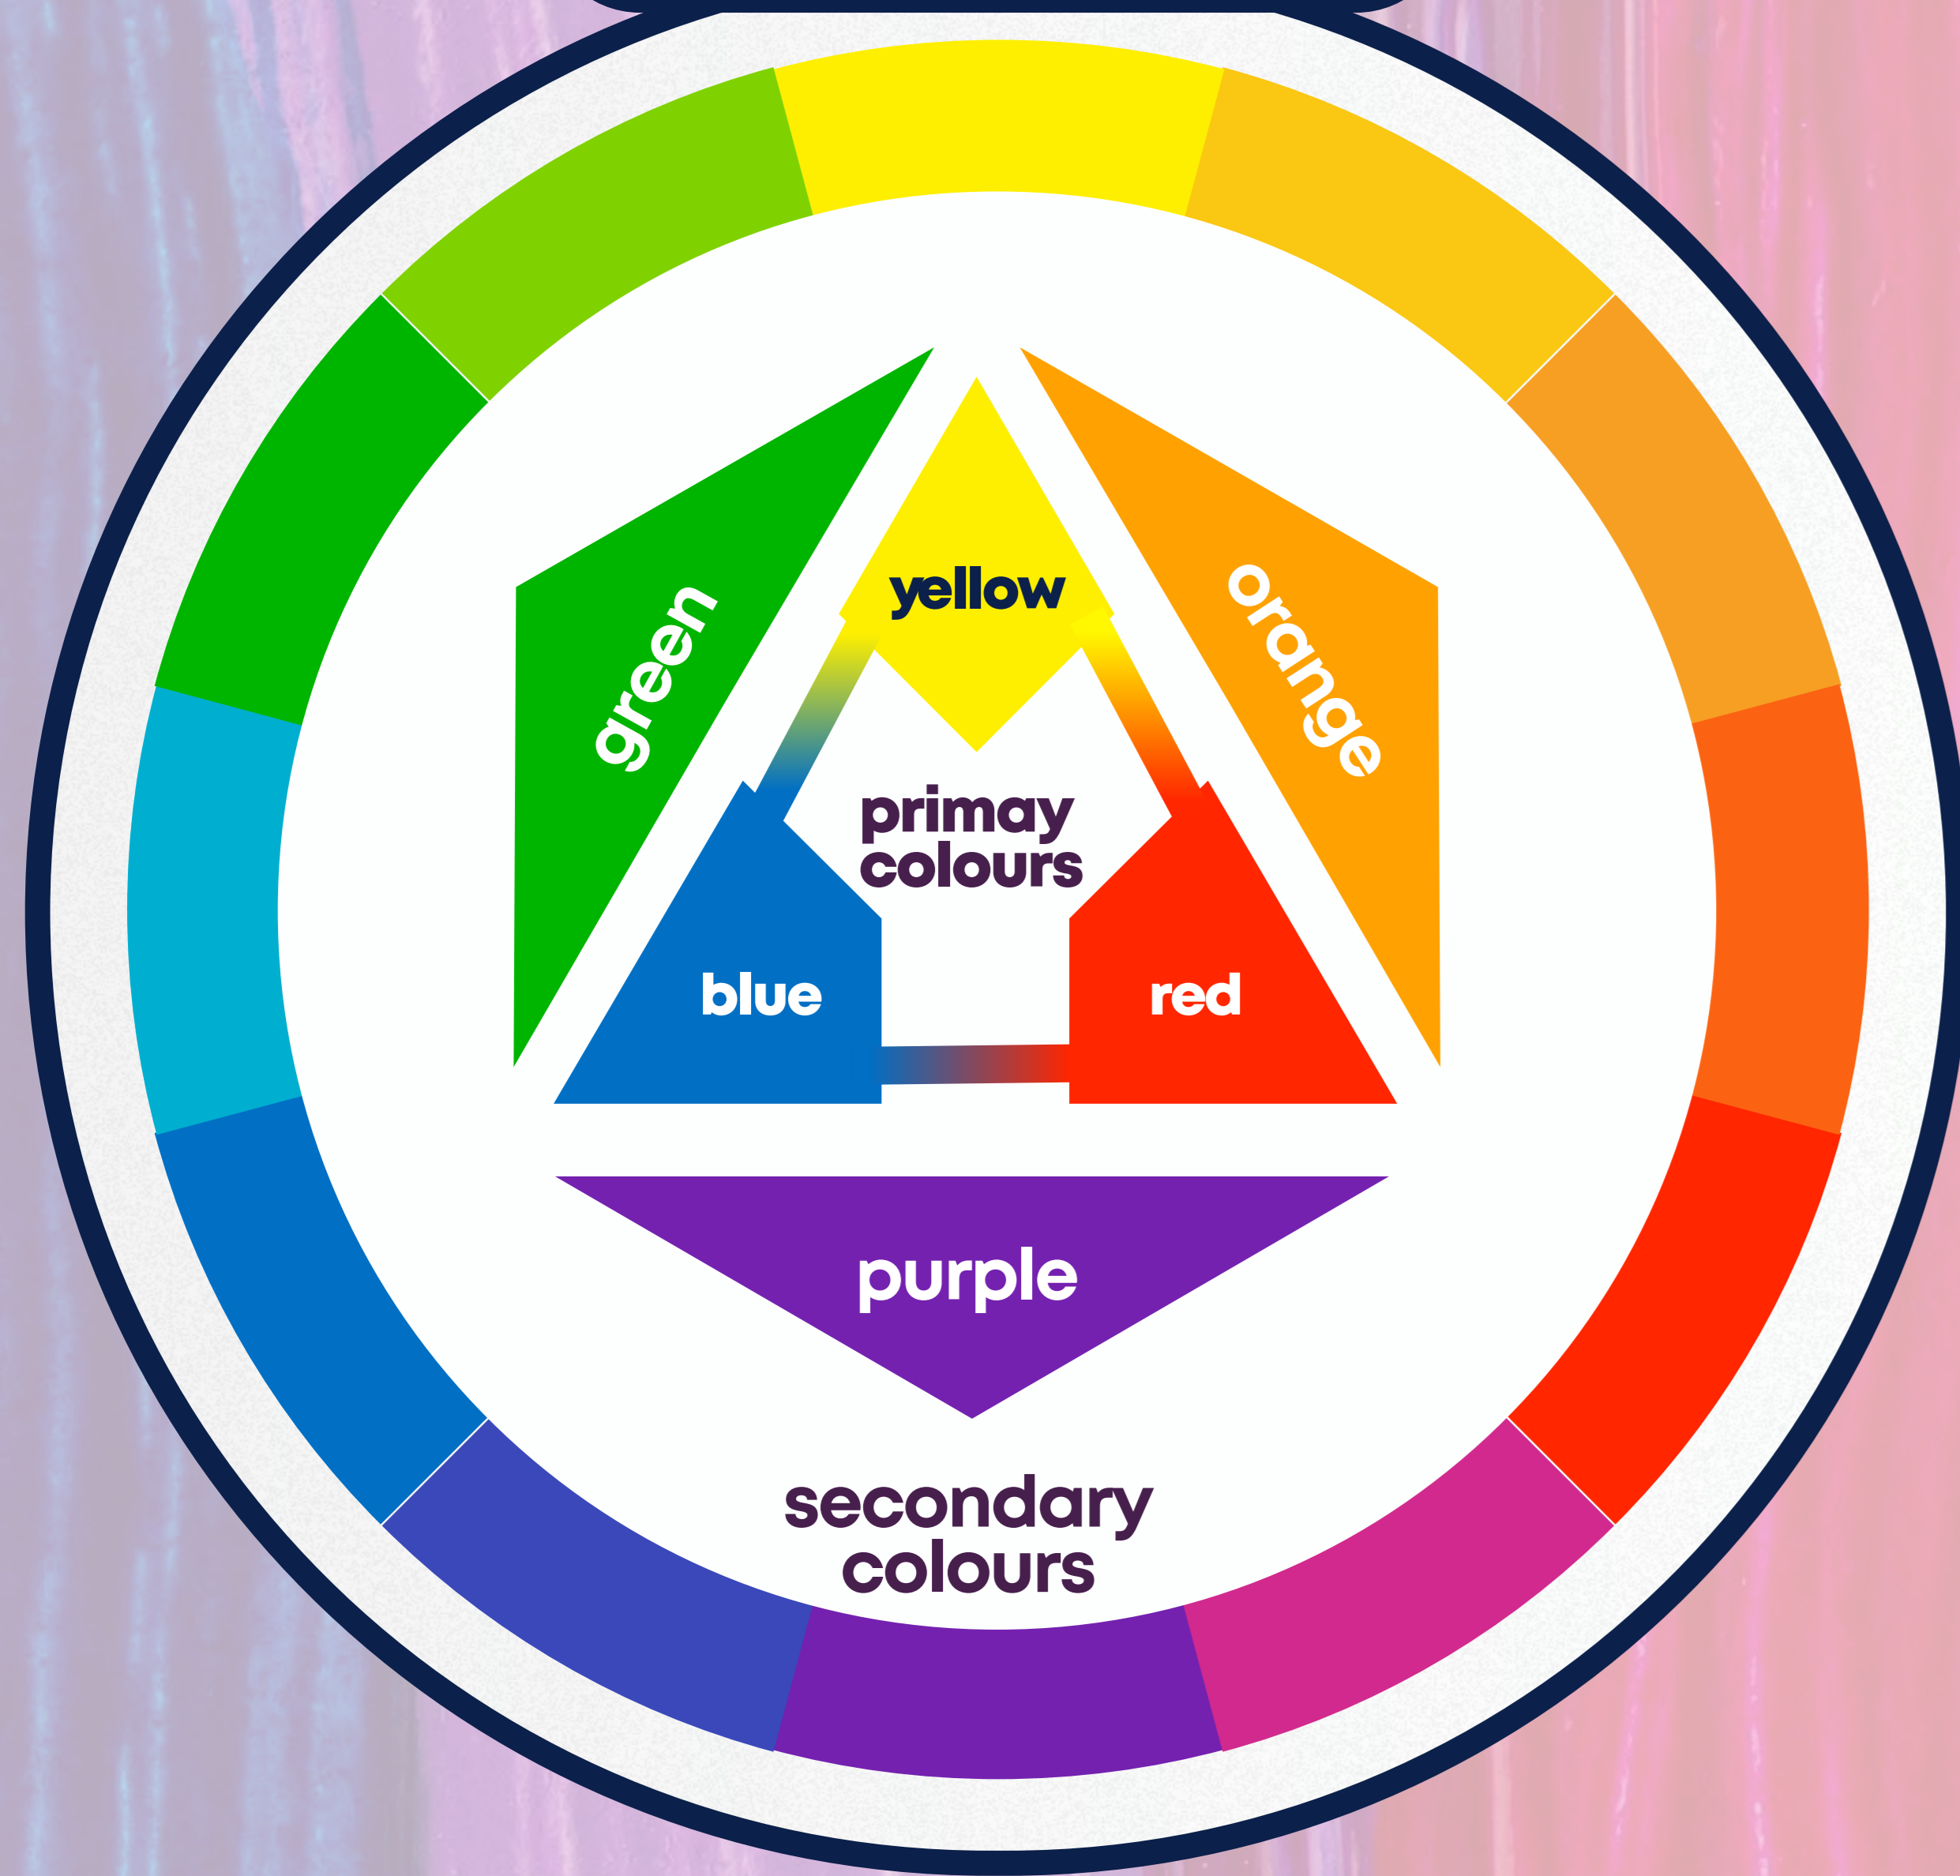 yellow
green
orange
primay
colours
blue
red
purple
secondary
colours